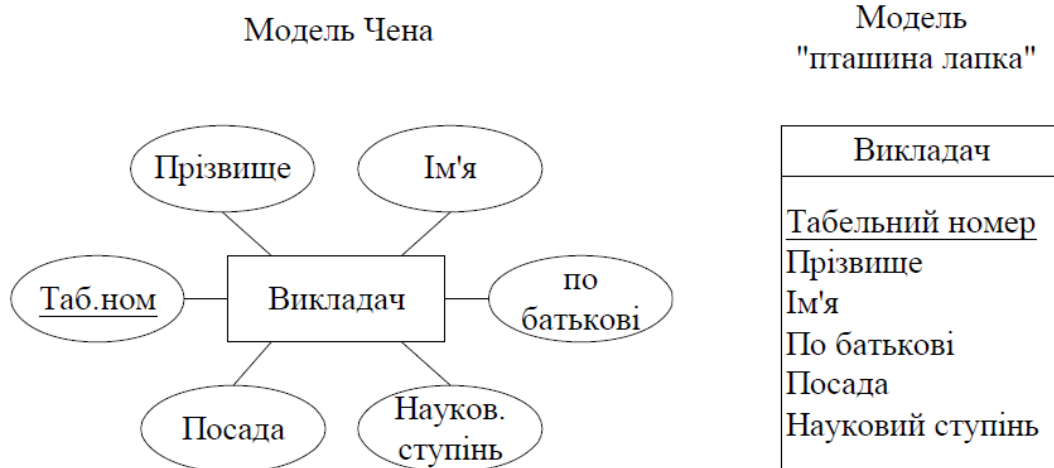 Модель Чена
Прізвище
Ім'я
Таб.ном
Викладач
по
батькові
Посада
Науков.
ступінь
Модель
"пташина лапка"
Викладач
Табельний номер
Прізвище
Ім'я
По батькові
Посада
Науковий ступінь